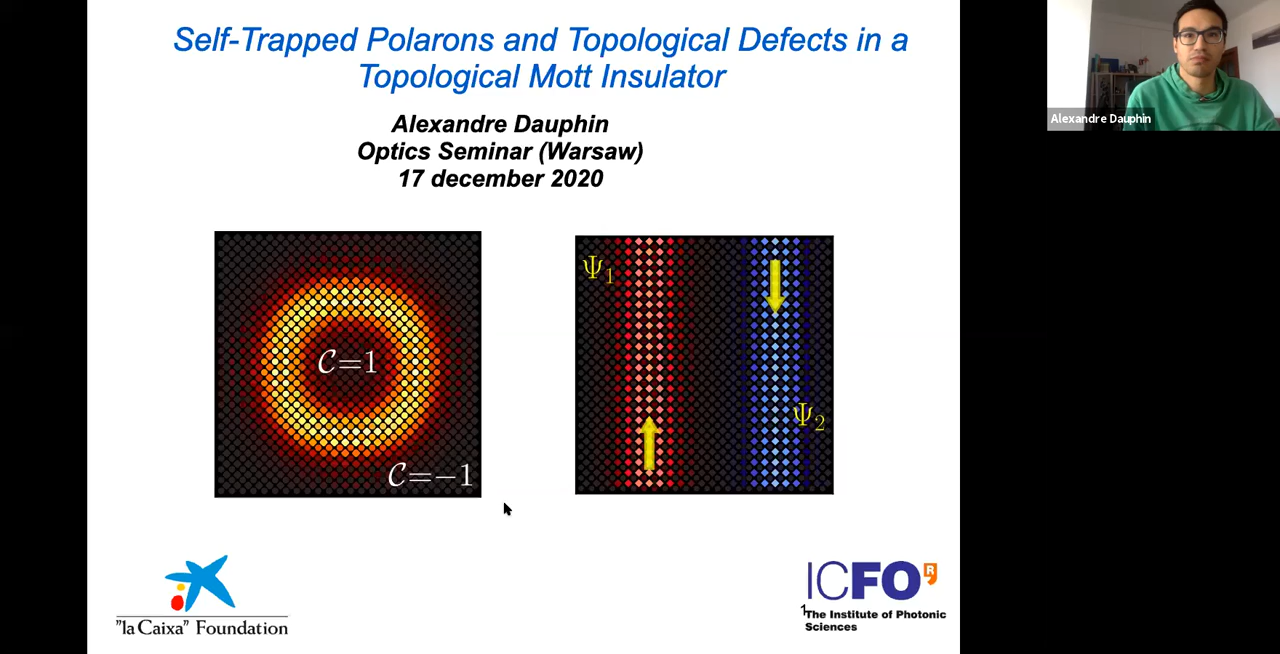 Self-Trapped Polarons and Topological Defects in a
Topological Mott Insulator
Alexandre Dauphin
Optics Seminar (Warsaw)
17 december 2020
Alexandre Dauphin
C=1
C=−1
Ψ1
Ψ2
"la Caixa" Foundation
ICFO
R
1
The Institute of Photonic
Sciences